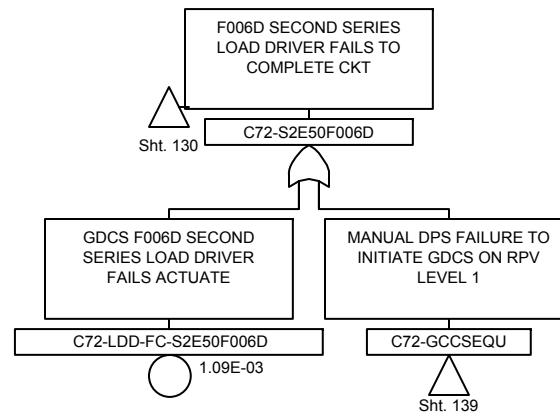 F006D SECOND SERIES
LOAD DRIVER FAILS TO
COMPLETE CKT
C72-S2E50F006D
Sht. 130
GDCS F006D SECOND
SERIES LOAD DRIVER
FAILS ACTUATE
C72-LDD-FC-S2E50F006D
1.09E-03
MANUAL DPS FAILURE TO
INITIATE GDCS ON RPV
LEVEL 1
C72-GCCSEQU
Sht. 139